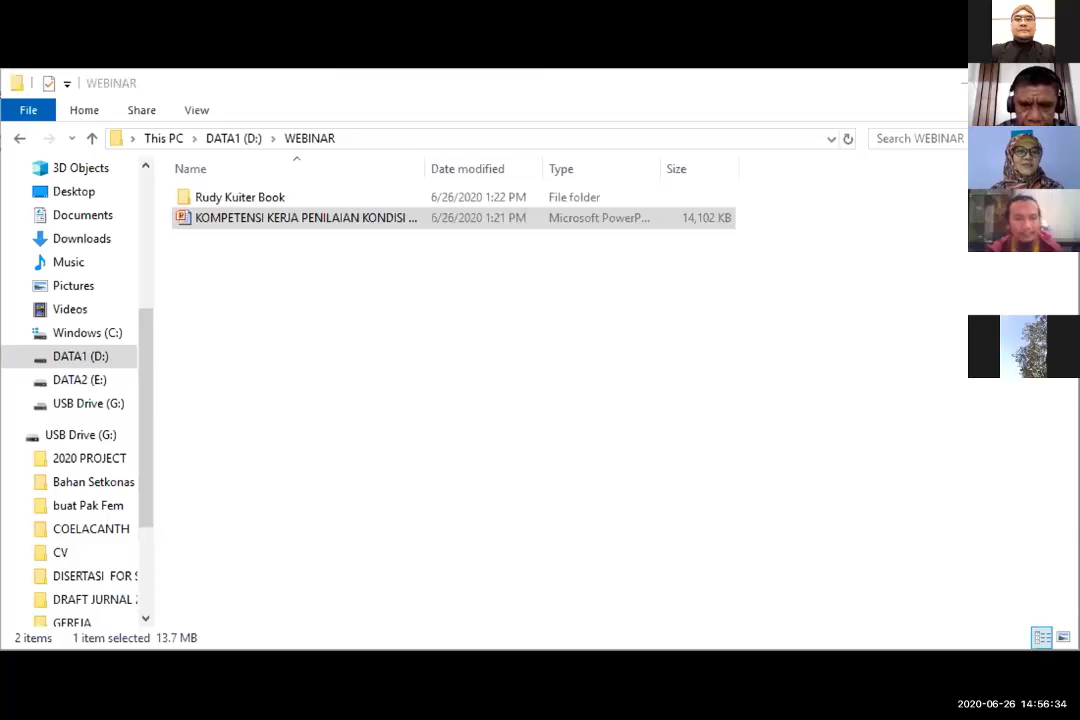 WEBINAR
File Home Share View
This PC DATA1 (D:) WEBINAR Search WEBINAR
Name Date modified Type Size
Rudy Kuiter Book 6/26/2020 1:22 PM File folder
KOMPETENSI KERJA PENILAIAN KONDISI ... 6/26/2020 1:21 PM Microsoft PowerP... 14,102 KB
3D Objects
Desktop
Documents
Downloads
Music
Pictures
Videos
Windows (C:)
DATA1 (D:)
DATA2 (E:)
USB Drive (G:)
USB Drive (G:)
2020 PROJECT
Bahan Setkonas
buat Pak Fem
COELACANTH
CV
DISERTASI FOR S
DRAFT JURNAL
GEREJA
2 items 1 item selected 13.7 MB
2020-06-26 14:56:34